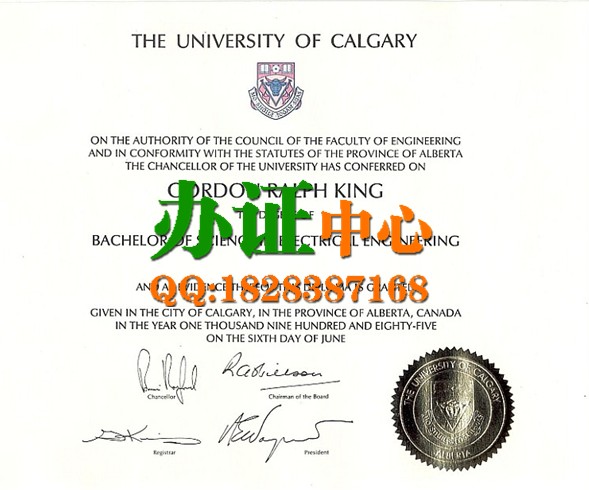 THE UNIVERSITY OF CALGARY
ON THE AUTHORITY OF THE COUNCIL OF THE FACULTY OF ENGINEERING
AND IN CONFORMITY WITH THE STATUTES OF THE PROVINCE OF ALBERTA
THE CHANCELLOR OF THE UNIVERSITY HAS CONFERRED ON
GORDON RALPH KING
办证中心
BACHELOR OF SCIENCE ELECTRICAL ENGINEERING
QQ:1828387168
GIVEN IN THE CITY OF CALGARY, IN THE PROVINCE OF ALBERTA, CANADA
IN THE YEAR ONE THOUSAND NINE HUNDRED AND EIGHTY-FIVE
ON THE SIXTH DAY OF JUNE
Chancellor
Chairman of the Board
Registrar
President
THE UNIVERSITY OF CALGARY
ALBERTA